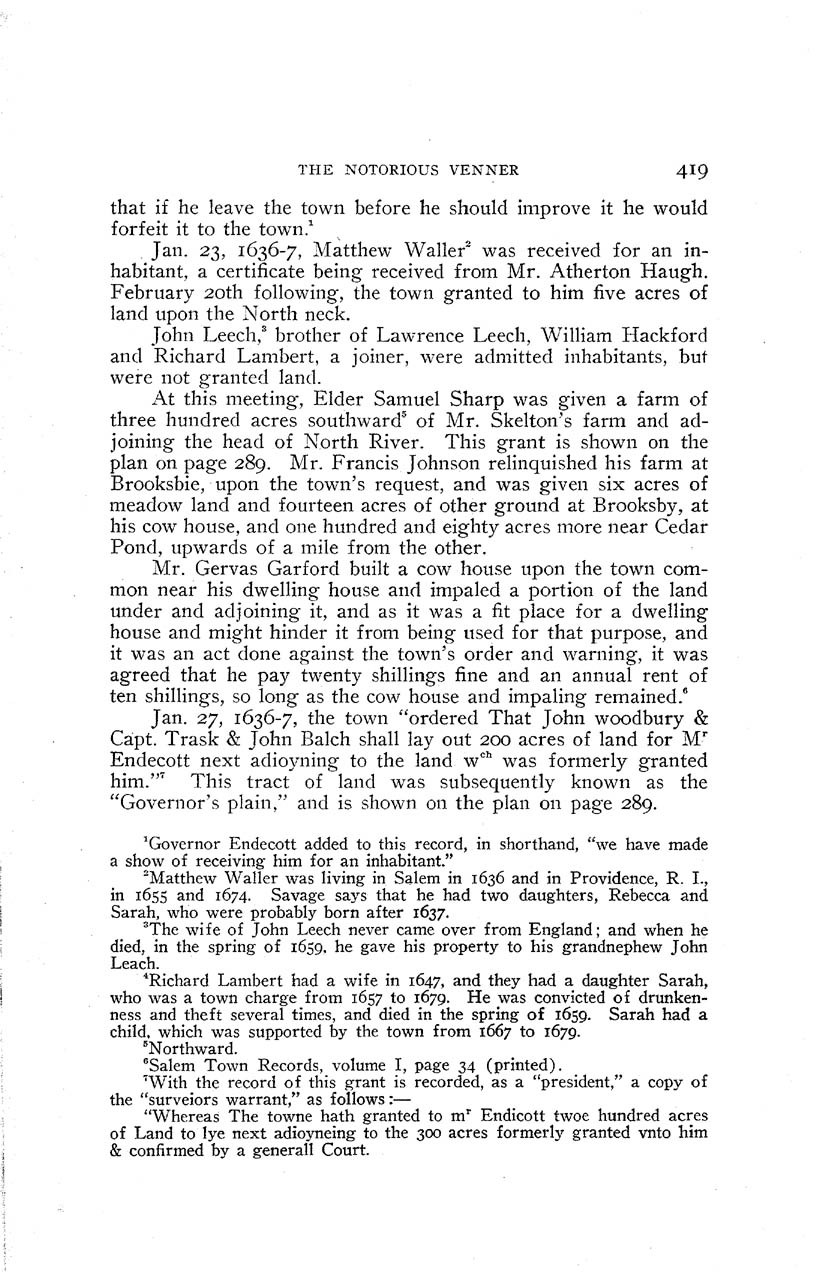 THE NOTORIOUS VENNER 419
that if he leave the town before he should improve it he would
forfeit it to the town.¹
Jan. 23, 1636-7, Matthew Waller² was received for an in-
habitant, a certificate being received from Mr. Atherton Haugh.
February 20th following, the town granted to him five acres of
land upon the North neck.
John Leech,³ brother of Lawrence Leech, William Hackford
and Richard Lambert, a joiner, were admitted inhabitants, but
were not granted land.
At this meeting, Elder Samuel Sharp was given a farm of
three hundred acres southward⁵ of Mr. Skelton's farm and ad-
joining the head of North River. This grant is shown on the
plan on page 289. Mr. Francis Johnson relinquished his farm at
Brooksbie, upon the town's request, and was given six acres of
meadow land and fourteen acres of other ground at Brooksby, at
his cow house, and one hundred and eighty acres more near Cedar
Pond, upwards of a mile from the other.
Mr. Gervas Garford built a cow house upon the town com-
mon near his dwelling house and impaled a portion of the land
under and adjoining it, and as it was a fit place for a dwelling
house and might hinder it from being used for that purpose, and
it was an act done against the town's order and warning, it was
agreed that he pay twenty shillings fine and an annual rent of
ten shillings, so long as the cow house and impaling remained.⁶
Jan. 27, 1636-7, the town "ordered That John woodbury &
Capt. Trask & John Balch shall lay out 200 acres of land for Mʳ
Endecott next adioyning to the land wᶜʰ was formerly granted
him."⁷ This tract of land was subsequently known as the
"Governor's plain," and is shown on the plan on page 289.
¹Governor Endecott added to this record, in shorthand, "we have made
a show of receiving him for an inhabitant."
²Matthew Waller was living in Salem in 1636 and in Providence, R. I.,
in 1655 and 1674. Savage says that he had two daughters, Rebecca and
Sarah, who were probably born after 1637.
³The wife of John Leech never came over from England; and when he
died, in the spring of 1659, he gave his property to his grandnephew John
Leach.
⁴Richard Lambert had a wife in 1647, and they had a daughter Sarah,
who was a town charge from 1657 to 1679. He was convicted of drunken-
ness and theft several times, and died in the spring of 1659. Sarah had a
child, which was supported by the town from 1667 to 1679.
⁵Northward.
⁶Salem Town Records, volume I, page 34 (printed).
⁷With the record of this grant is recorded, as a "president," a copy of
the "surveiors warrant," as follows:—
"Whereas The towne hath granted to mʳ Endicott twoe hundred acres
of Land to lye next adioyneing to the 300 acres formerly granted vnto him
& confirmed by a generall Court.